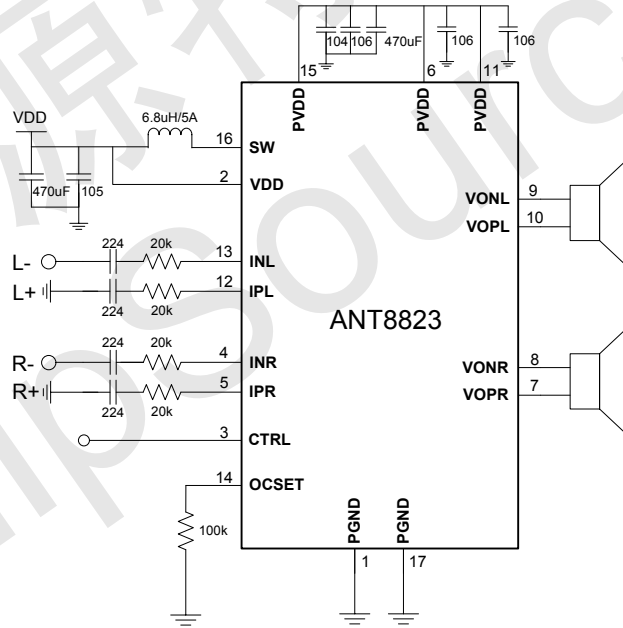 104 106 470uF 106 106
15 6 11
PVDD PVDD PVDD
VDD
6.8uH/5A
16 SW
470uF 105
2 VDD
VONL 9
VOPL 10
224 20k
L- 13 INL
L+ 12 IPL
224 20k
ANT8823
224 20k
R- 4 INR
R+ 5 IPR
224 20k
VONR 8
VOPR 7
3 CTRL
14 OCSET
100k
PGND PGND
1 17
源
ipSourc